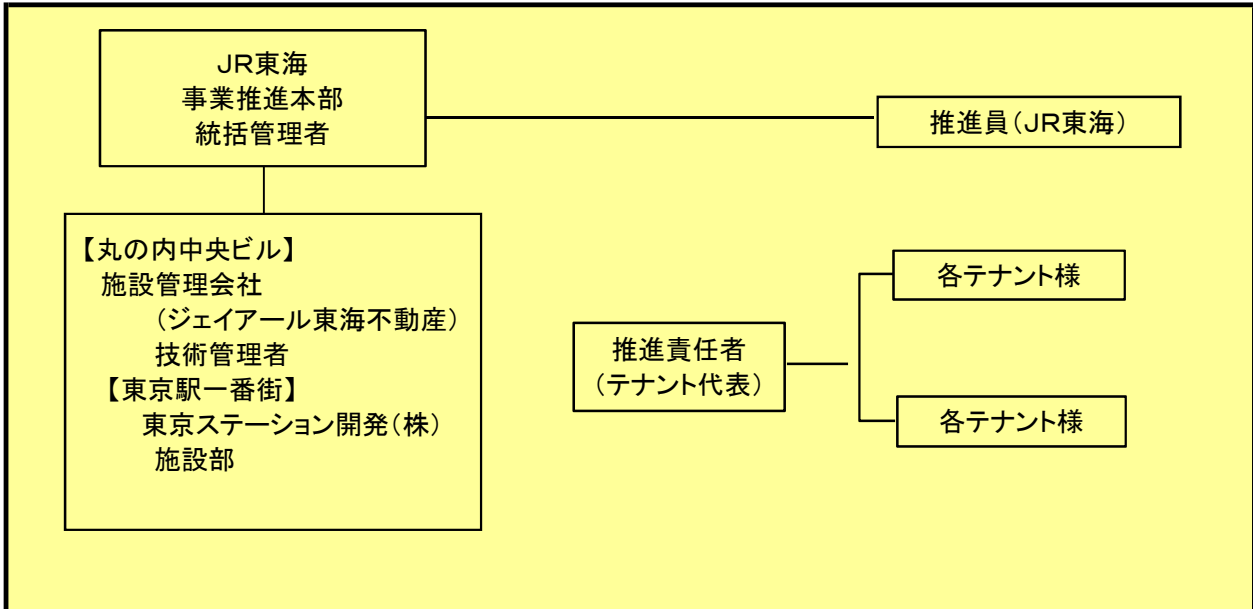 JR東海
事業推進本部
統括管理者
推進員(JR東海)
【丸の内中央ビル】
施設管理会社
(ジェイアール東海不動産)
技術管理者
【東京駅一番街】
東京ステーション開発(株)
施設部
推進責任者
(テナント代表)
各テナント様
各テナント様